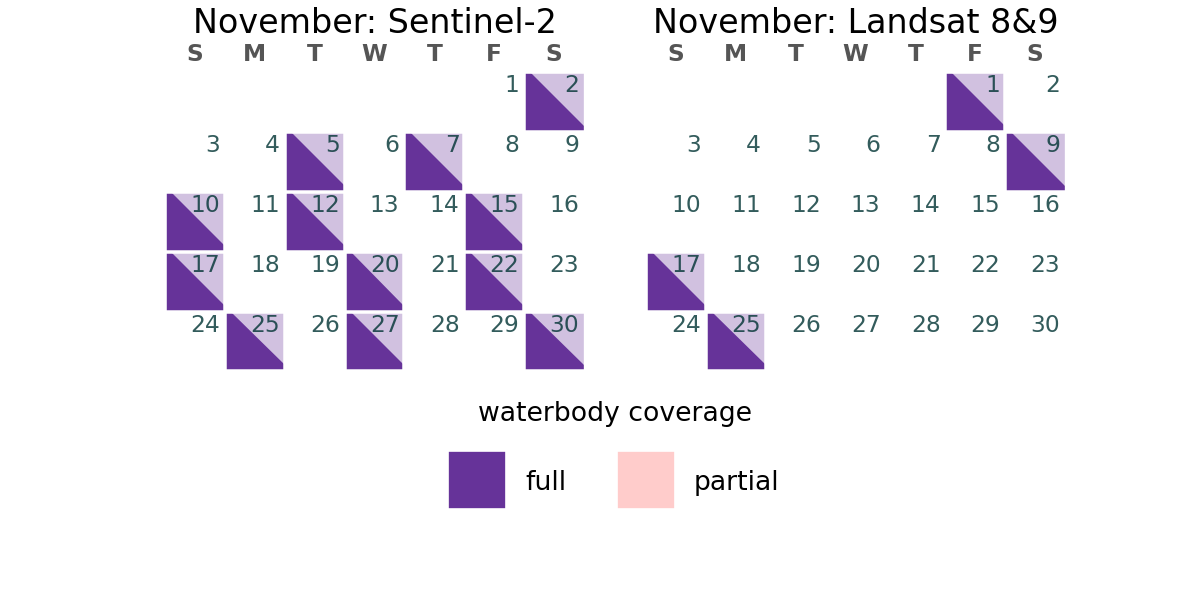 November: Sentinel-2
S M T W T F S
1 2
3 4 5 6 7 8 9
10 11 12 13 14 15 16
17 18 19 20 21 22 23
24 25 26 27 28 29 30
November: Landsat 8&9
S M T W T F S
1 2
3 4 5 6 7 8 9
10 11 12 13 14 15 16
17 18 19 20 21 22 23
24 25 26 27 28 29 30
waterbody coverage
full partial